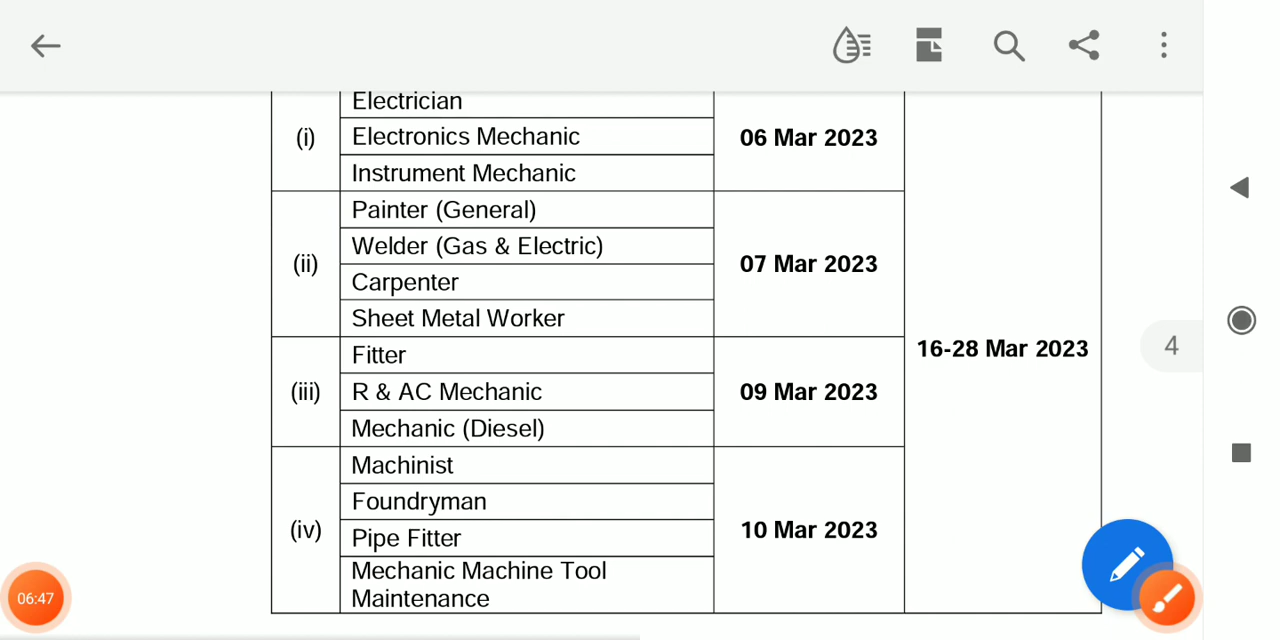 Electrician
(i) Electronics Mechanic 06 Mar 2023
Instrument Mechanic
Painter (General)
Welder (Gas & Electric)
(ii) 07 Mar 2023
Carpenter
Sheet Metal Worker
16-28 Mar 2023
4
Fitter
(iii) R & AC Mechanic 09 Mar 2023
Mechanic (Diesel)
Machinist
Foundryman
(iv) 10 Mar 2023
Pipe Fitter
Mechanic Machine Tool
Maintenance
06:47